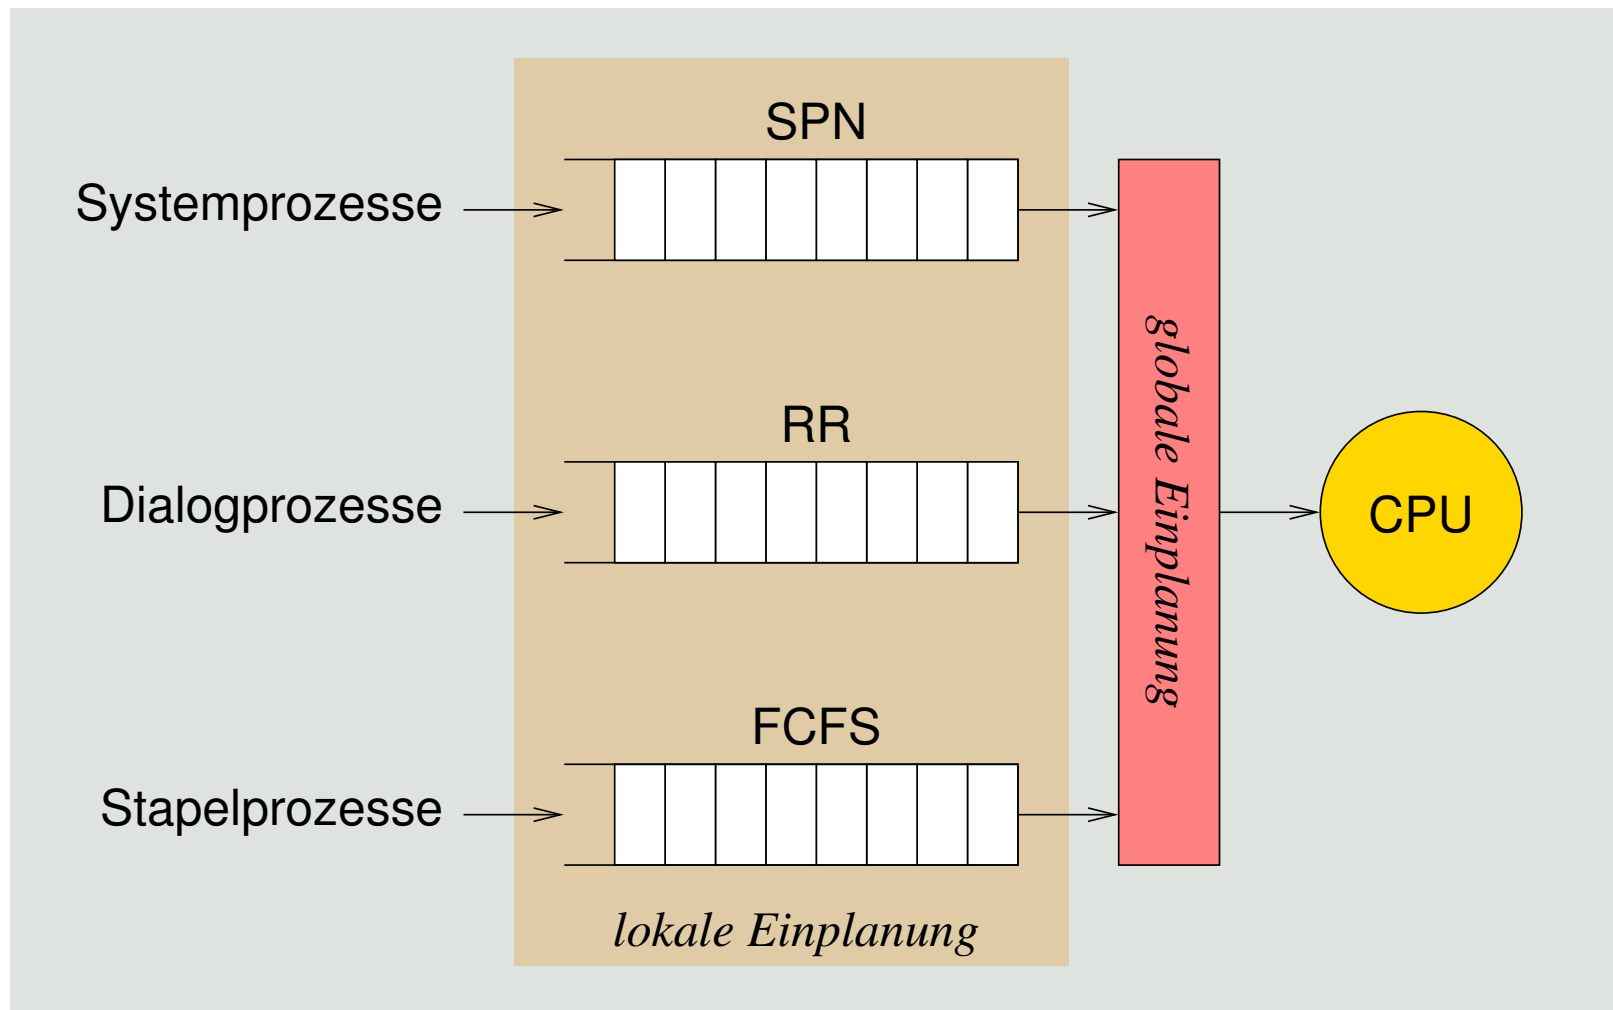 SPN
Systemprozesse
globale Einplanung
RR
Dialogprozesse
CPU
FCFS
Stapelprozesse
lokale Einplanung